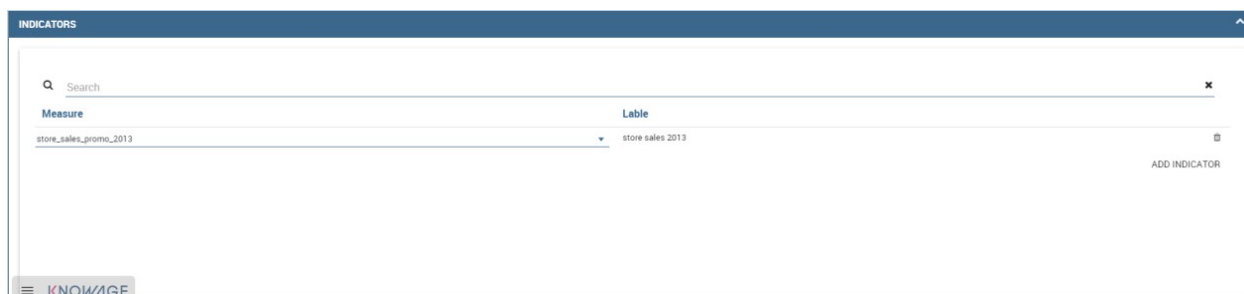 INDICATORS
Search
Measure Lable
store_sales_promo_2013 store sales 2013
ADD INDICATOR
KNOWAGE